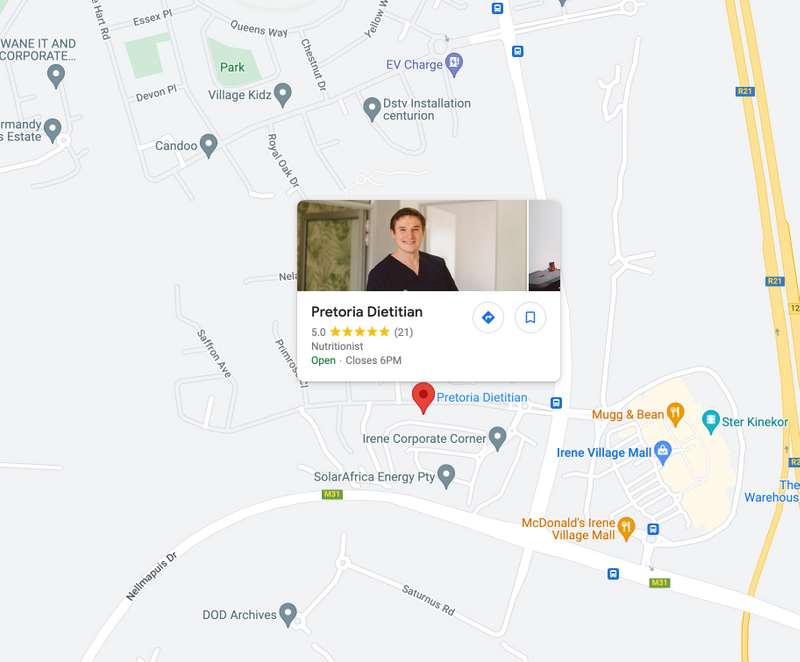 e Hart Rd
Essex Pl
Queens Way
Yellow W
WANE IT AND
CORPORATE...
Park
Chestnut Dr
EV Charge
Devon Pl
Village Kidz
Dstv Installation
centurion
R21
rmandy
s Estate
Candoo
Royal Oak Dr
Nela
R21
12
Pretoria Dietitian
5.0 ★★★★★ (21)
Nutritionist
Open · Closes 6PM
Saffron Ave
Primros
Pretoria Dietitian
Mugg & Bean
Ster Kinekor
Irene Corporate Corner
Irene Village Mall
R2
SolarAfrica Energy Pty
The
Warehous
M31
McDonald's Irene
Village Mall
Nellmapuis Dr
M31
Saturnus Rd
DOD Archives